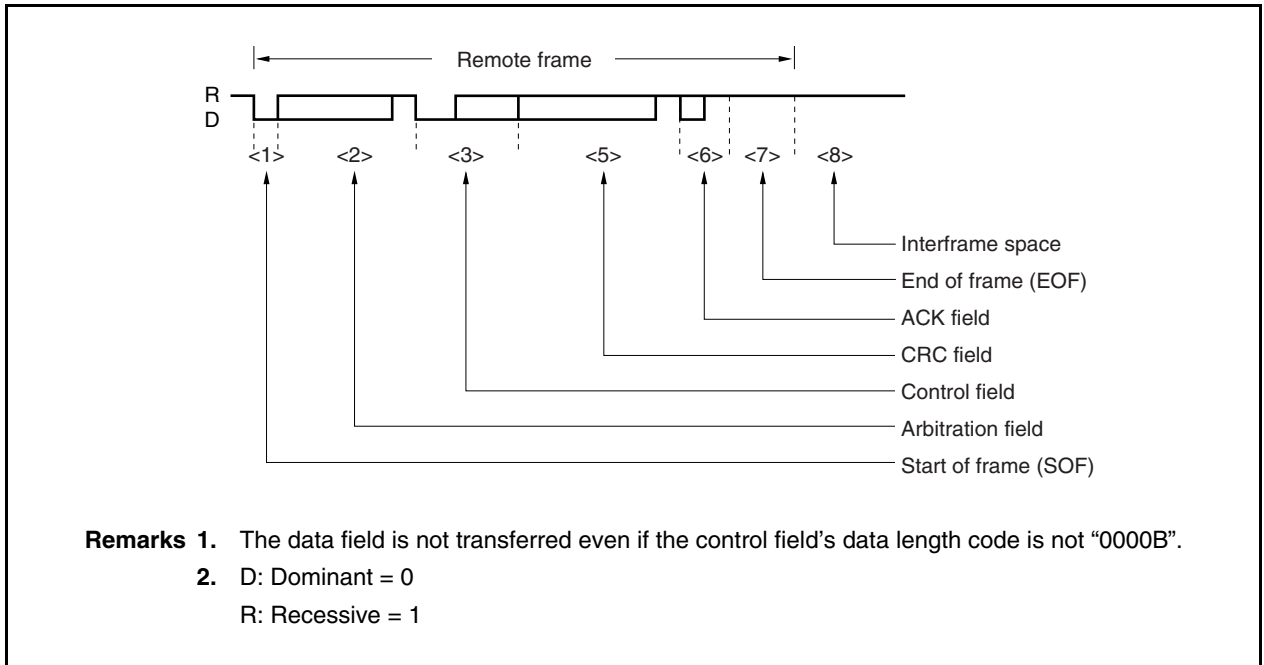 Remote frame
R
D
<1> <2> <3> <5> <6> <7> <8>
Interframe space
End of frame (EOF)
ACK field
CRC field
Control field
Arbitration field
Start of frame (SOF)
Remarks 1. The data field is not transferred even if the control field's data length code is not “0000B”.
2. D: Dominant = 0
R: Recessive = 1